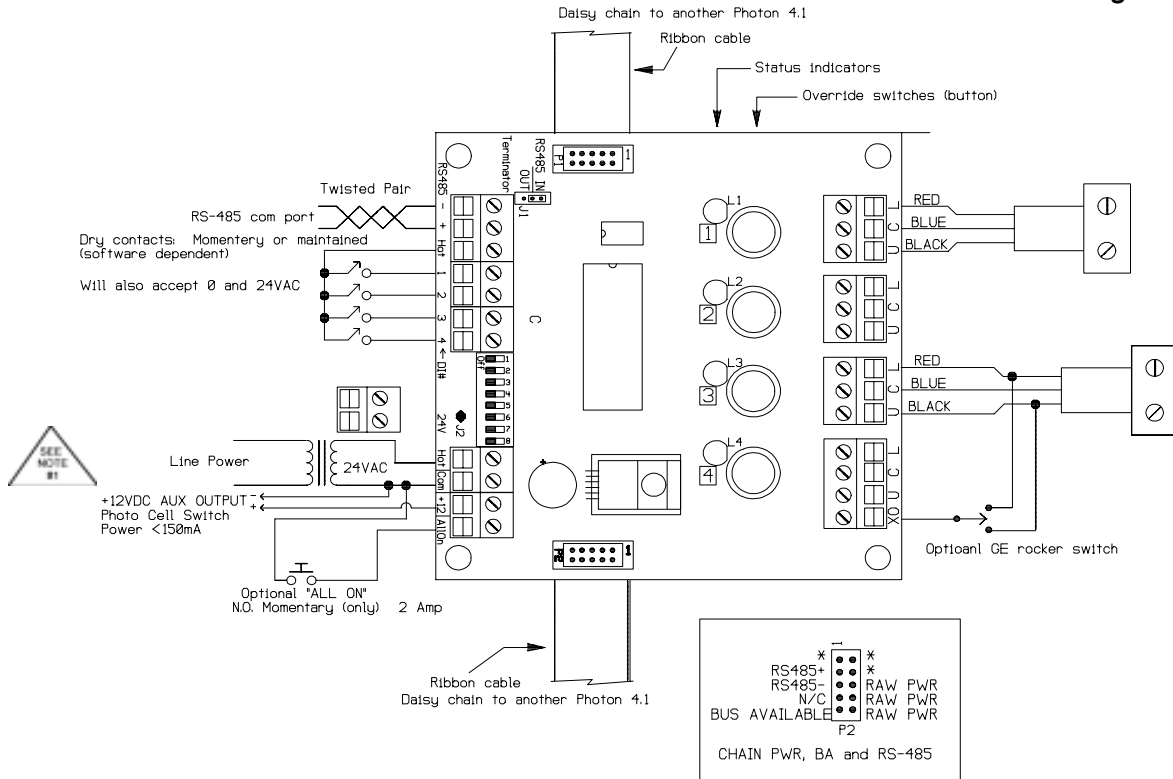 g
Daisy chain to another Photon 4.1
Ribbon cable
Status indicators
Override switches (button)
P1
1
RS485 IN
OUT
J1
Terminator
RS485
-
+
Hot
1
2
3
4
←DI#
Twisted Pair
RS-485 com port
Dry contacts: Momentery or maintained
(software dependent)
Will also accept 0 and 24VAC
C
Off
1
2
3
4
5
6
7
8
J2
24V
Hot
Com
+12
AllOn
SEE
NOTE
#1
Line Power
24VAC
+12VDC AUX OUTPUT -
+
Photo Cell Switch
Power <150mA
Optional "ALL ON"
N.O. Momentary (only) 2 Amp
L1
1
L2
2
L3
3
L4
4
+
L
C
U
L
C
U
L
C
U
L
C
U
XO
RED
BLUE
BLACK
RED
BLUE
BLACK
Optioanl GE rocker switch
P2
1
Ribbon cable
Daisy chain to another Photon 4.1
1
* *
RS485+ *
RS485- RAW PWR
N/C RAW PWR
BUS AVAILABLE RAW PWR
P2
CHAIN PWR, BA and RS-485